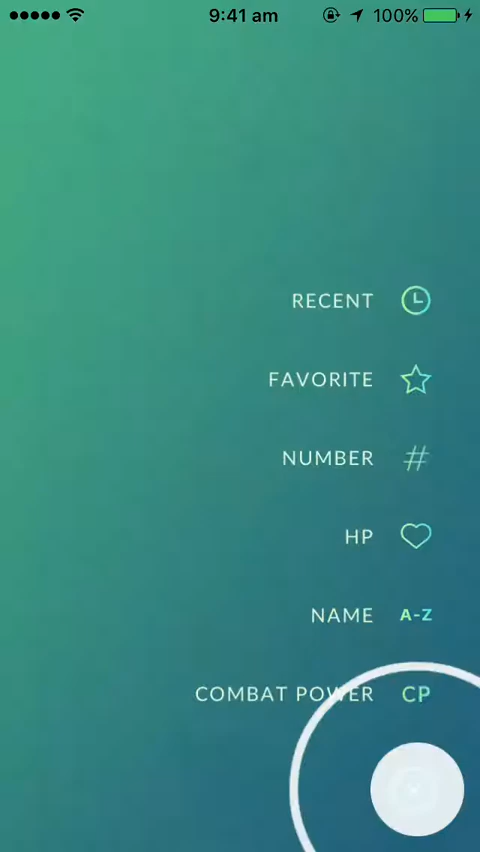 9:41 am 100%
RECENT
FAVORITE
NUMBER #
HP
NAME A-Z
COMBAT POWER CP